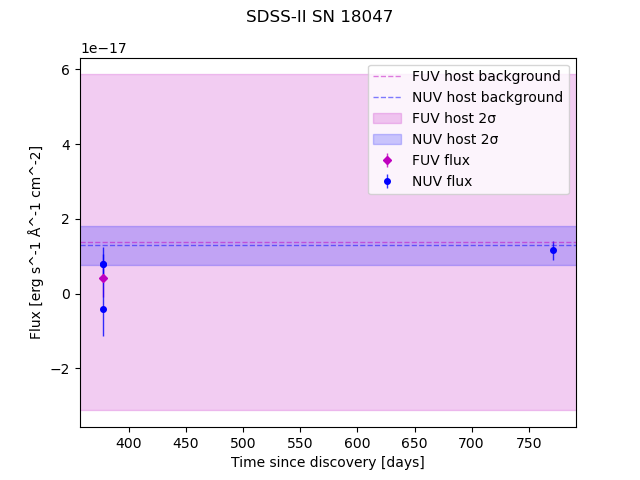 SDSS-II SN 18047
1e−17
6
4
2
0
−2
Flux [erg s^-1 Å^-1 cm^-2]
FUV host background
NUV host background
FUV host 2σ
NUV host 2σ
FUV flux
NUV flux
400 450 500 550 600 650 700 750
Time since discovery [days]